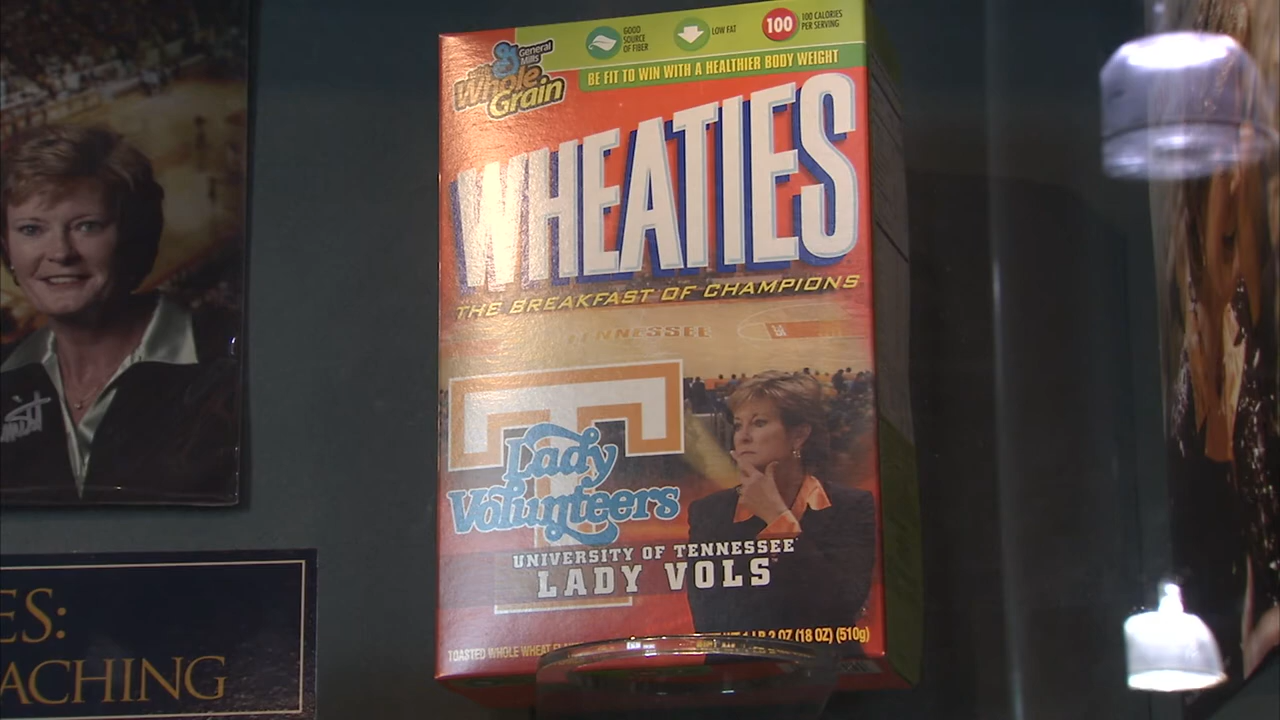 General
Mills
Whole
Grain
GOOD
SOURCE
OF FIBER
LOW FAT
100
100 CALORIES
PER SERVING
BE FIT TO WIN WITH A HEALTHIER BODY WEIGHT
WHEATIES
THE BREAKFAST OF CHAMPIONS
TENNESSEE
T
Lady
Volunteers
UNIVERSITY OF TENNESSEE
LADY VOLS
TOASTED WHOLE WHEAT
2 OZ (18 OZ) (510g)
ES:
ACHING